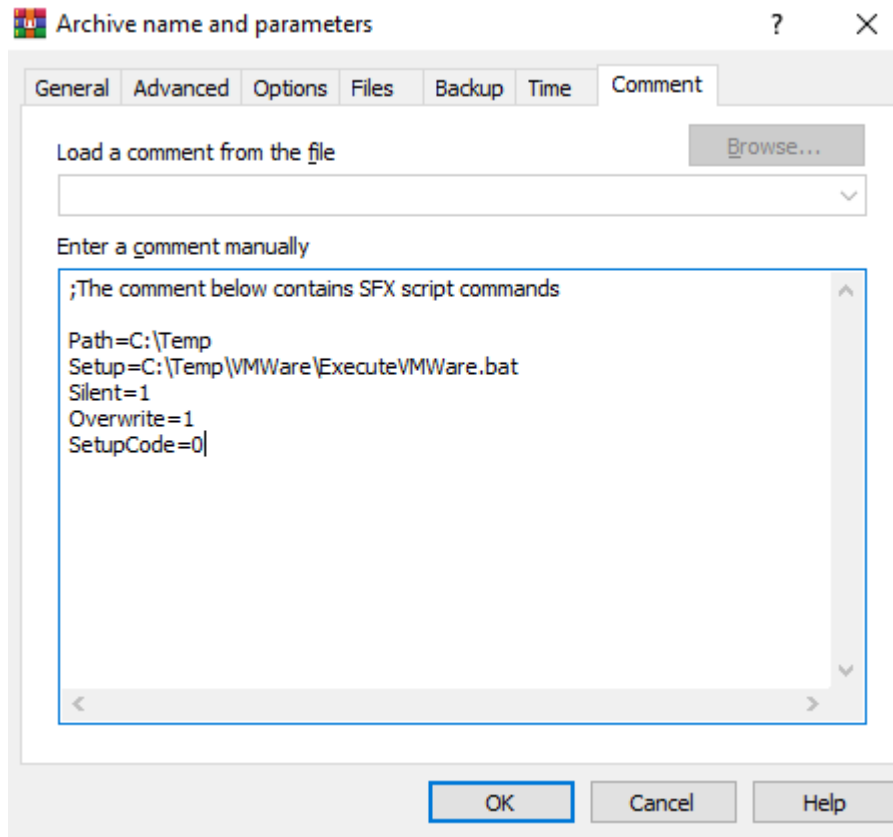 Archive name and parameters
General Advanced Options Files Backup Time Comment
Load a comment from the file
Browse...
Enter a comment manually
;The comment below contains SFX script commands
Path=C:\Temp
Setup=C:\Temp\VMWare\ExecuteVMWare.bat
Silent=1
Overwrite=1
SetupCode=0
OK Cancel Help